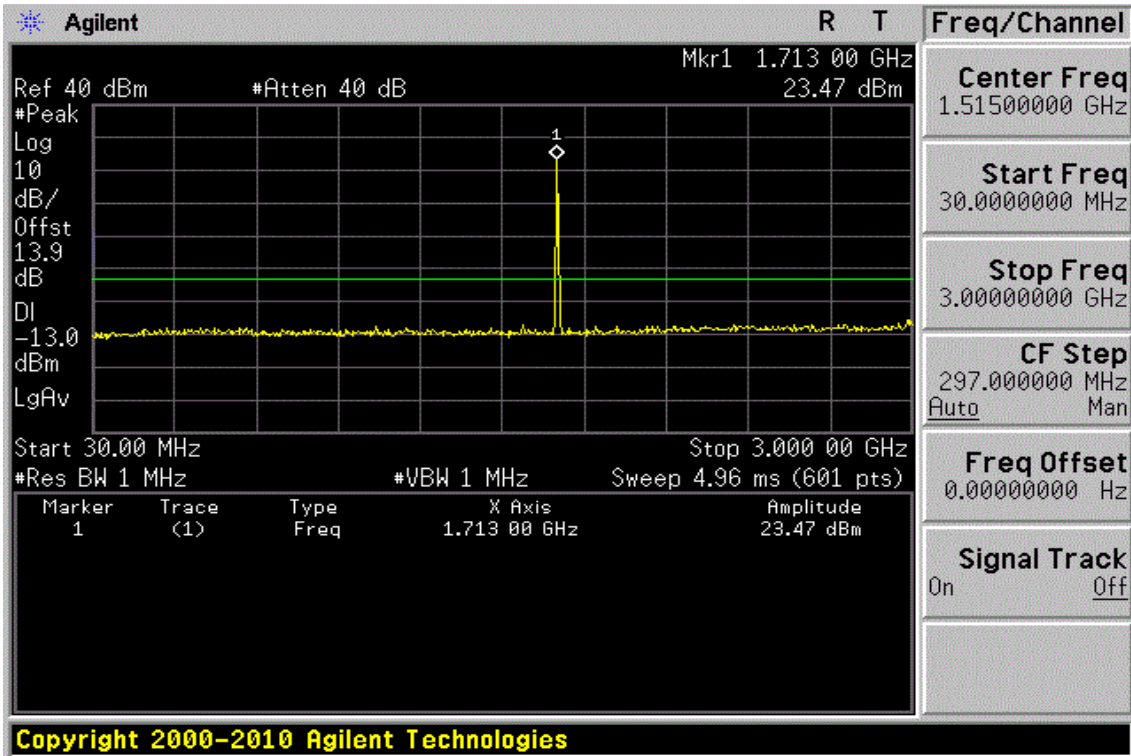 Agilent R T
Mkr1 1.713 00 GHz
Ref 40 dBm #Atten 40 dB 23.47 dBm
#Peak
Log
10
dB/
Offst
13.9
dB
DI
-13.0
dBm
LgAv
1
Start 30.00 MHz Stop 3.000 00 GHz
#Res BW 1 MHz #VBW 1 MHz Sweep 4.96 ms (601 pts)
Marker Trace Type X Axis Amplitude
1 (1) Freq 1.713 00 GHz 23.47 dBm
Freq/Channel
Center Freq
1.51500000 GHz
Start Freq
30.0000000 MHz
Stop Freq
3.00000000 GHz
CF Step
297.000000 MHz
Auto Man
Freq Offset
0.00000000 Hz
Signal Track
On Off
Copyright 2000-2010 Agilent Technologies